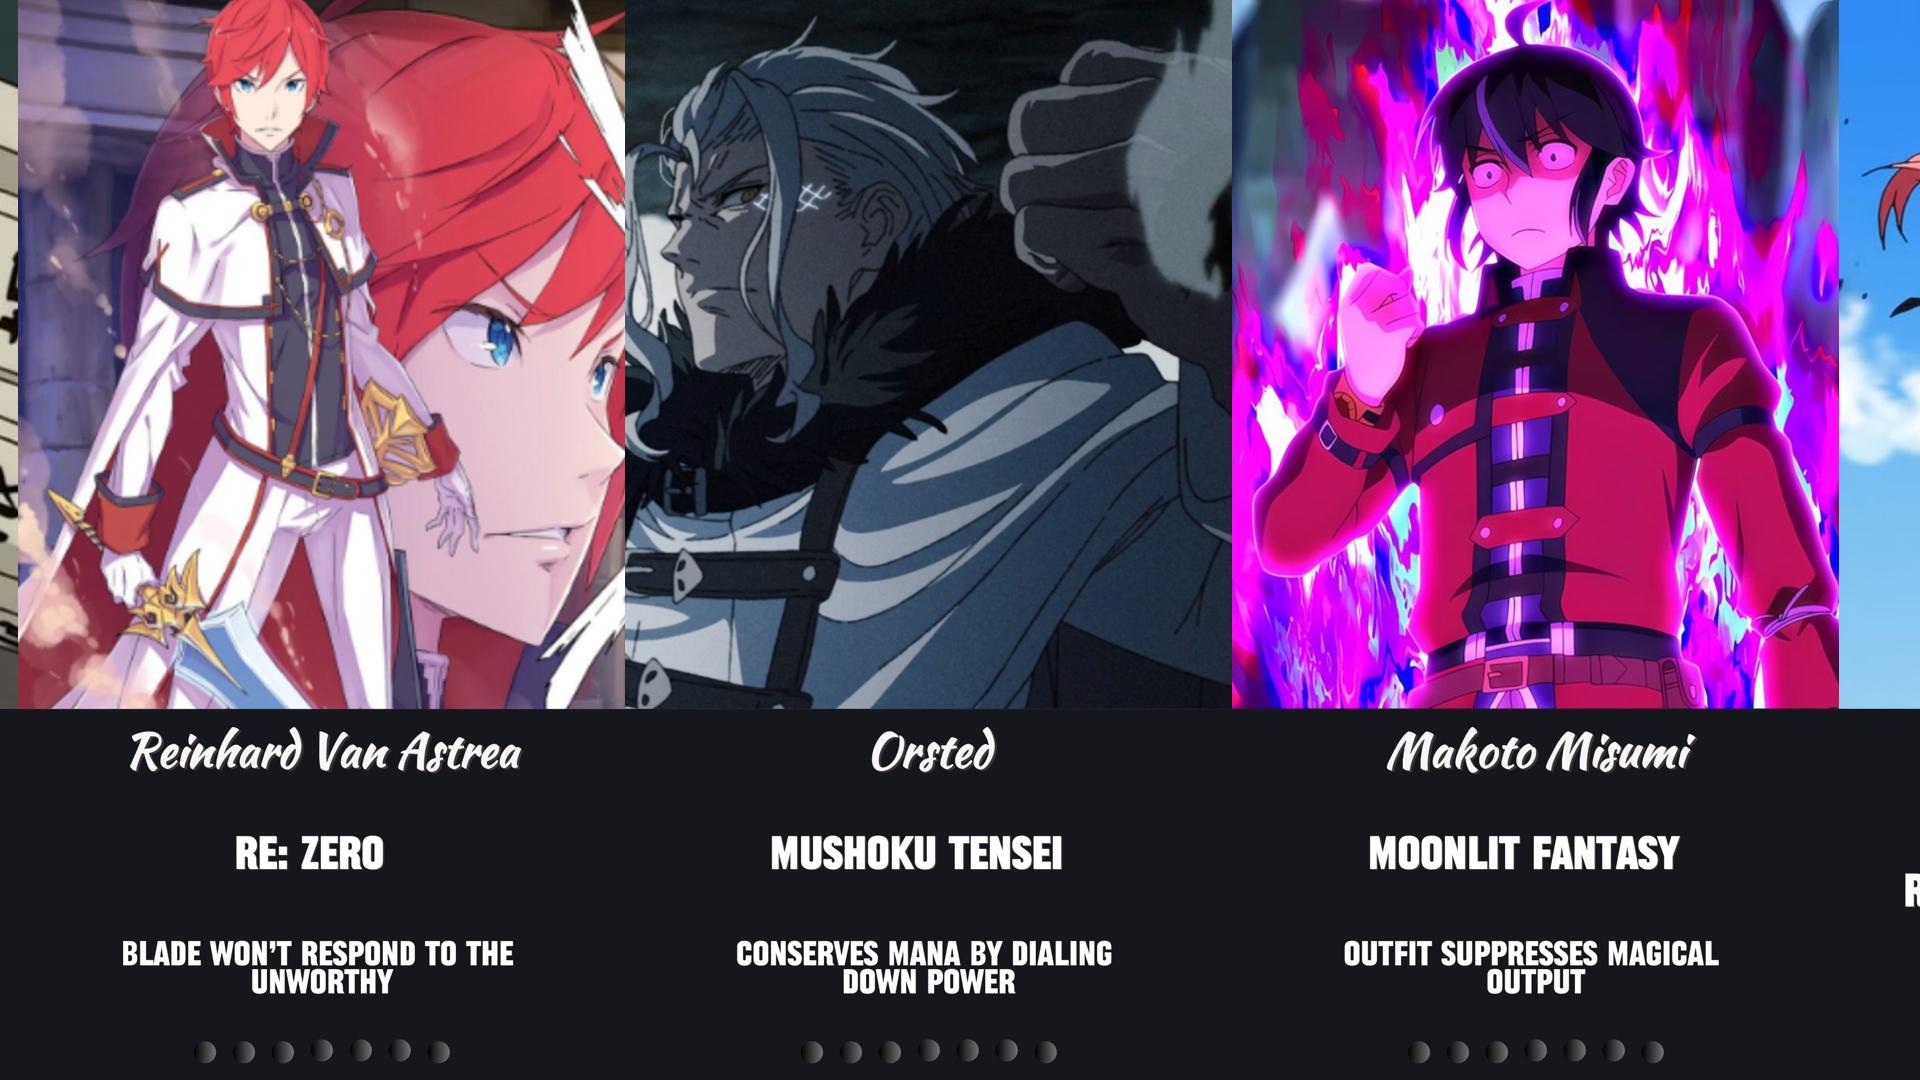 Reinhard Van Astrea
RE: ZERO
BLADE WON'T RESPOND TO THE
UNWORTHY
Orsted
MUSHOKU TENSEI
CONSERVES MANA BY DIALING
DOWN POWER
Makoto Misumi
MOONLIT FANTASY
OUTFIT SUPPRESSES MAGICAL
OUTPUT